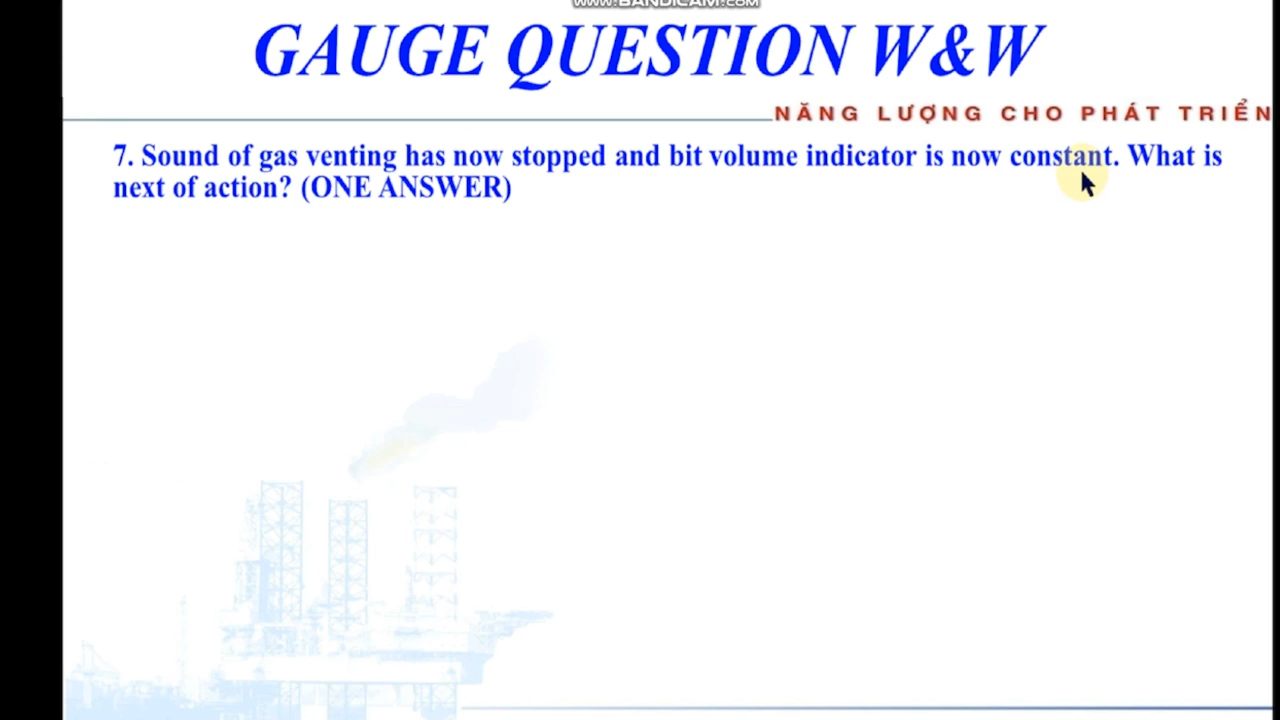 www.BANDICAM.com
GAUGE QUESTION W&W
NĂNG LƯỢNG CHO PHÁT TRIỂN
7. Sound of gas venting has now stopped and bit volume indicator is now constant. What is
next of action? (ONE ANSWER)